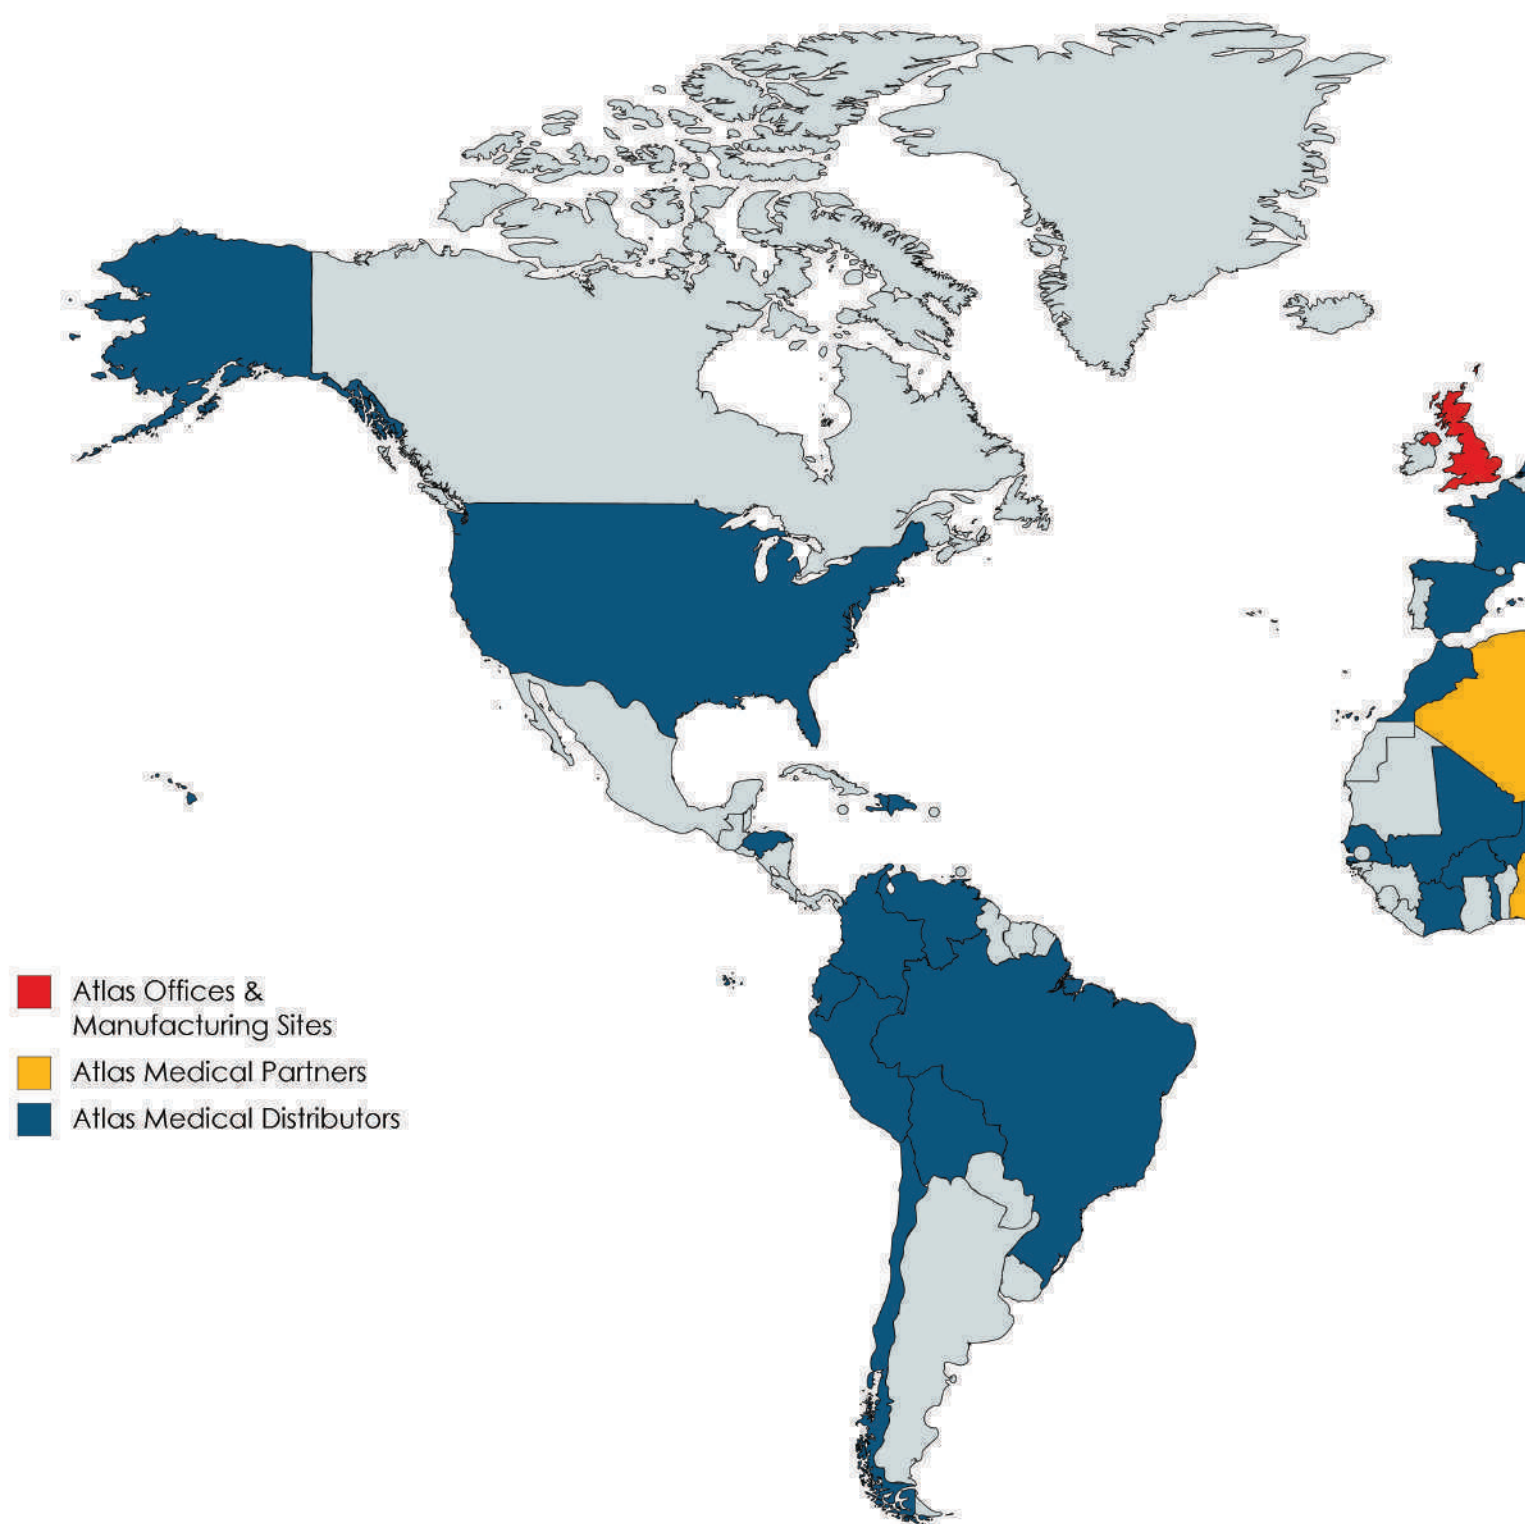 Atlas Offices &
Manufacturing Sites
Atlas Medical Partners
Atlas Medical Distributors